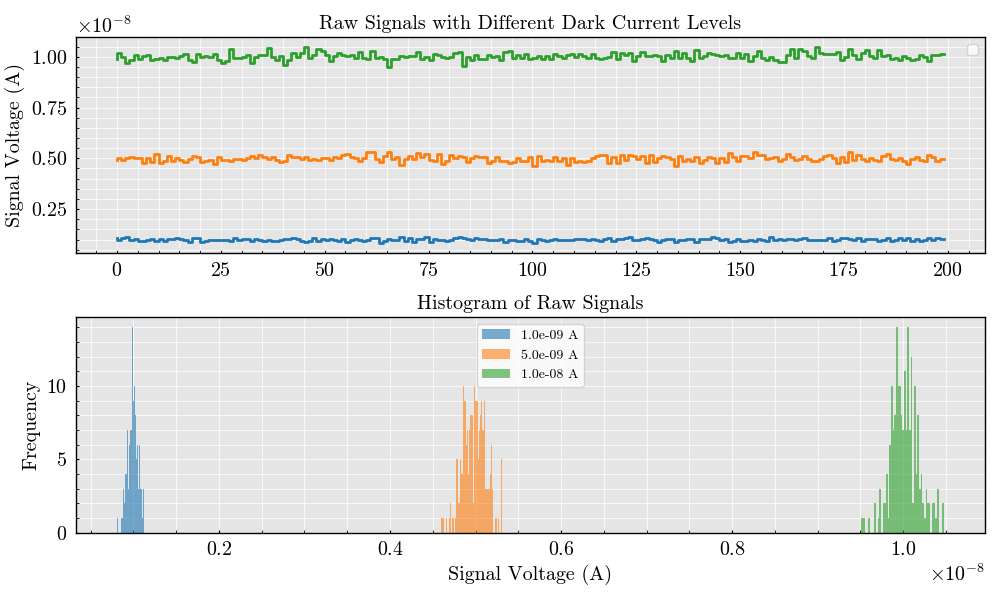 Raw Signals with Different Dark Current Levels
×10⁻⁸
Signal Voltage (A)
1.00
0.75
0.50
0.25
0 25 50 75 100 125 150 175 200
Histogram of Raw Signals
Frequency
10
5
0
1.0e-09 A
5.0e-09 A
1.0e-08 A
0.2 0.4 0.6 0.8 1.0
Signal Voltage (A)
×10⁻⁸